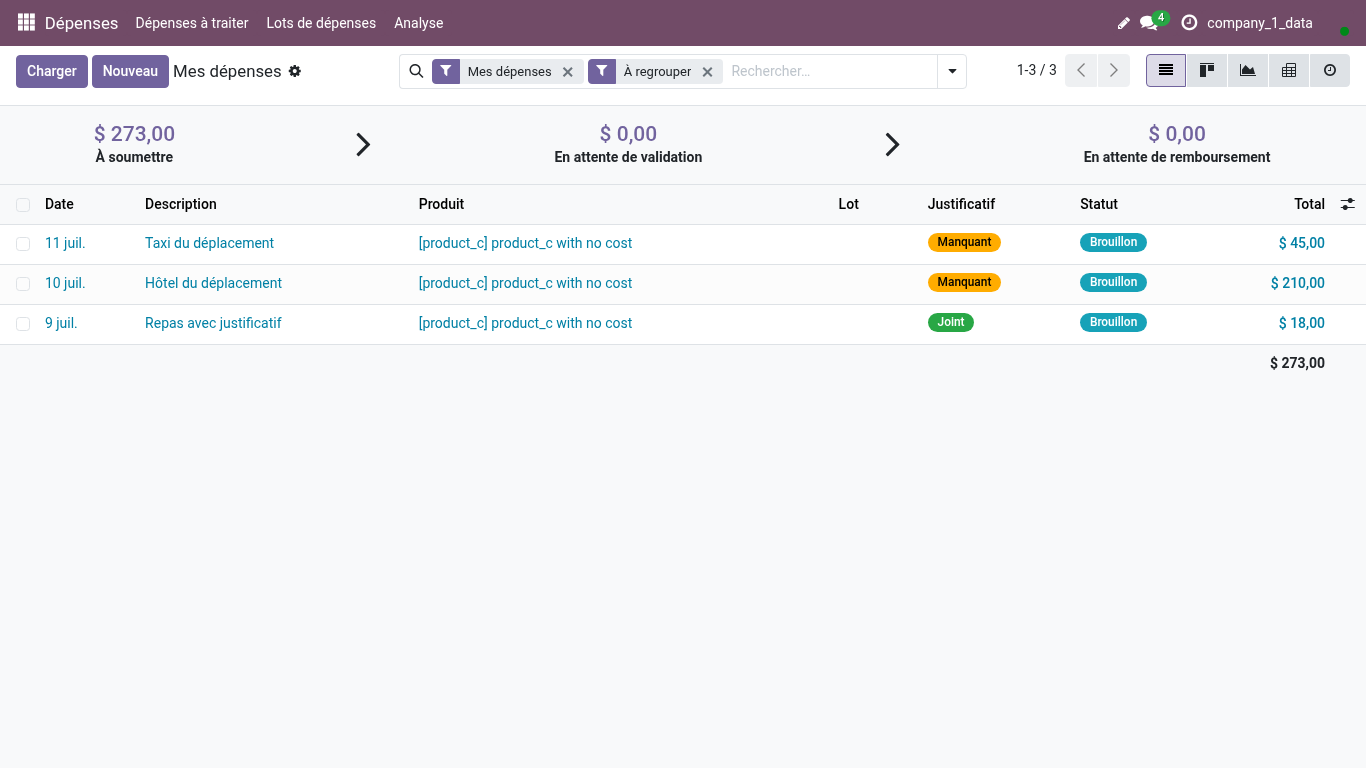 Dépenses Dépenses à traiter Lots de dépenses Analyse 4 company_1_data
Charger Nouveau Mes dépenses Mes dépenses À regrouper Rechercher... 1-3 / 3
$ 273,00 $ 0,00 $ 0,00
À soumettre En attente de validation En attente de remboursement
Date Description Produit Lot Justificatif Statut Total
11 juil. Taxi du déplacement [product_c] product_c with no cost Manquant Brouillon $ 45,00
10 juil. Hôtel du déplacement [product_c] product_c with no cost Manquant Brouillon $ 210,00
9 juil. Repas avec justificatif [product_c] product_c with no cost Joint Brouillon $ 18,00
$ 273,00